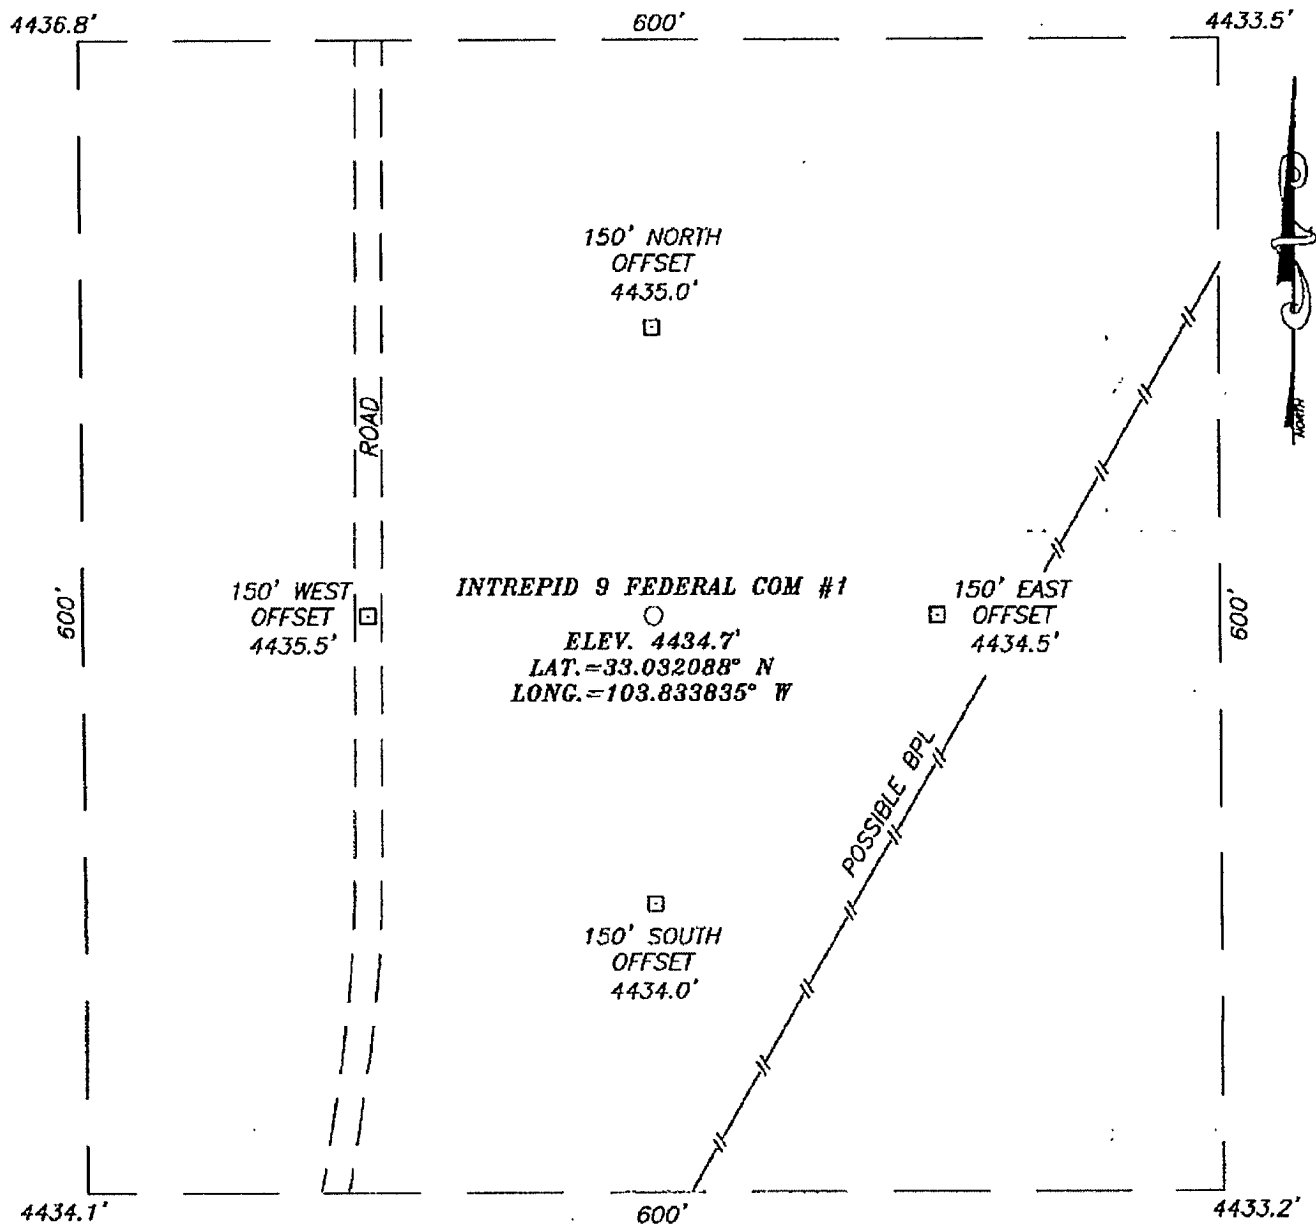 4436.8' 600' 4433.5'
150' NORTH
OFFSET
4435.0'
NORTH
ROAD
600'
150' WEST
OFFSET
4435.5'
INTREPID 9 FEDERAL COM #1
ELEV. 4434.7'
LAT.=33.032088° N
LONG.=103.833835° W
150' EAST
OFFSET
4434.5'
600'
POSSIBLE BPL
150' SOUTH
OFFSET
4434.0'
4434.1' 600' 4433.2'